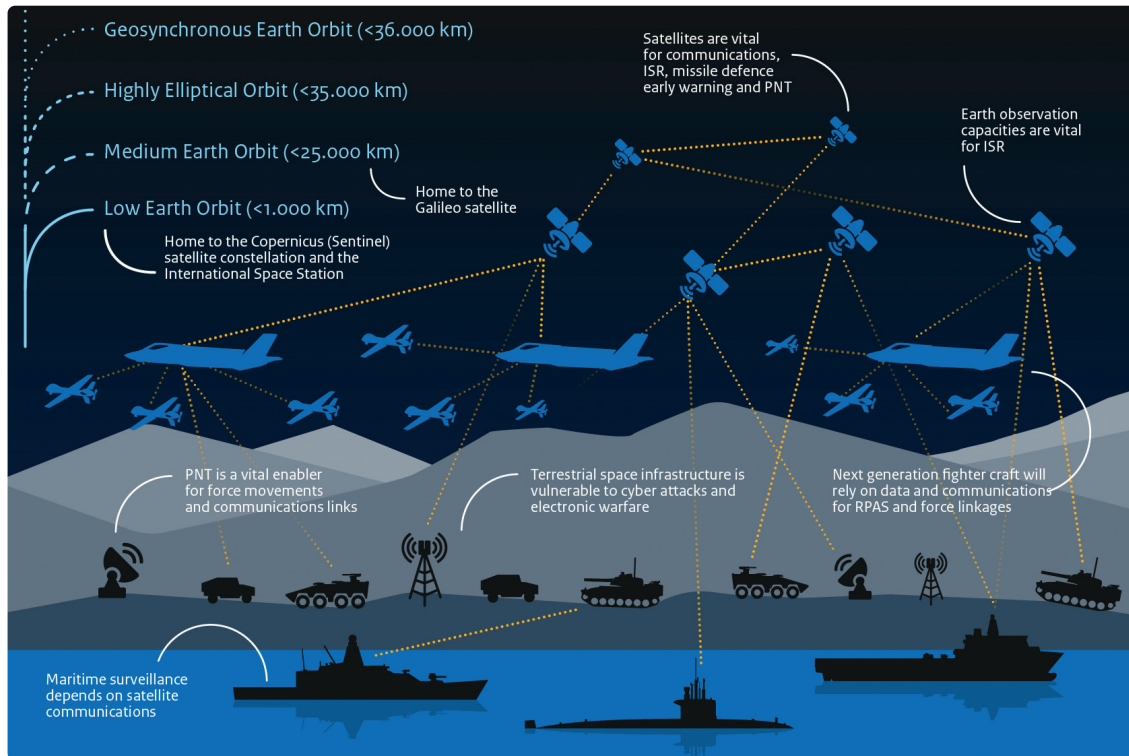 Geosynchronous Earth Orbit (<36.000 km)
Highly Elliptical Orbit (<35.000 km)
Medium Earth Orbit (<25.000 km)
Home to the
Galileo satellite
Low Earth Orbit (<1.000 km)
Home to the Copernicus (Sentinel)
satellite constellation and the
International Space Station
Satellites are vital
for communications,
ISR, missile defence
early warning and PNT
Earth observation
capacities are vital
for ISR
PNT is a vital enabler
for force movements
and communications links
Terrestrial space infrastructure is
vulnerable to cyber attacks and
electronic warfare
Next generation fighter craft will
rely on data and communications
for RPAS and force linkages
Maritime surveillance
depends on satellite
communications